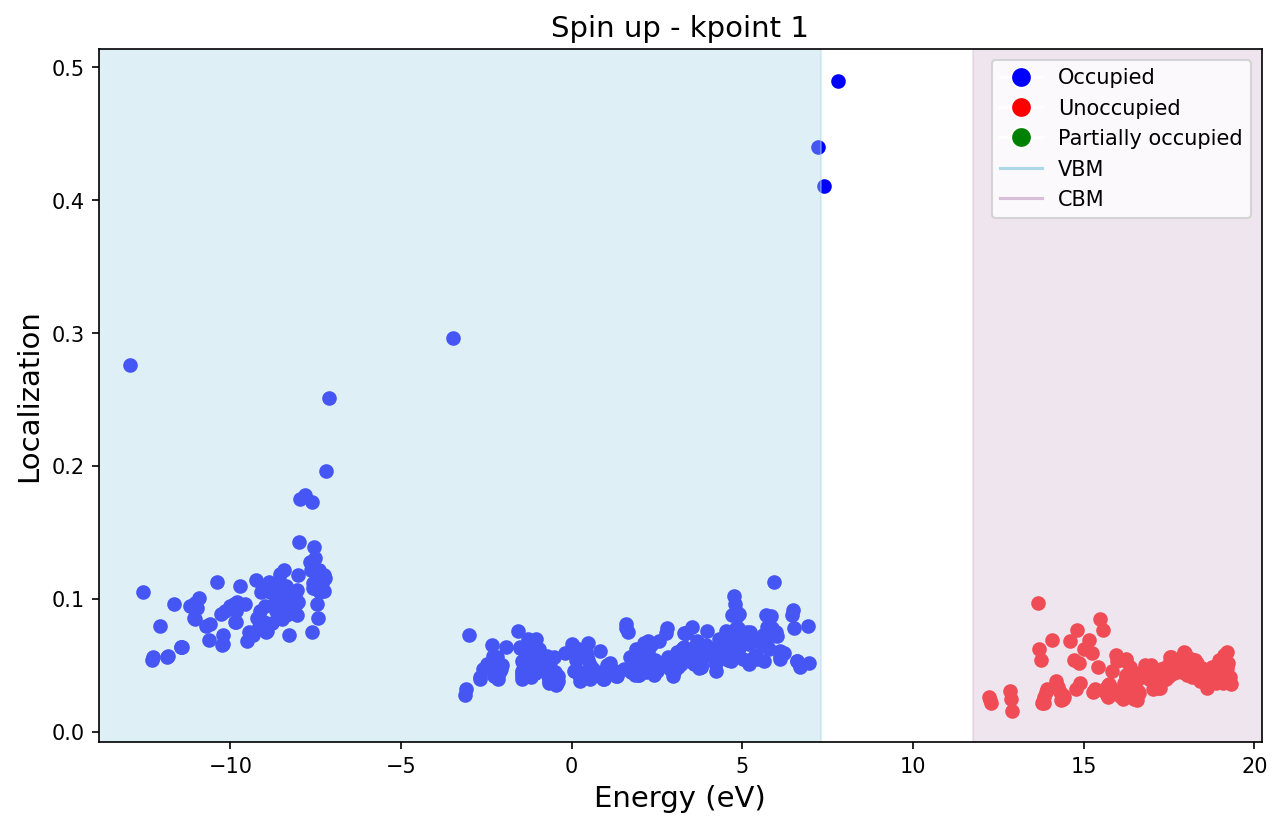 Spin up - kpoint 1
Localization
0.5
0.4
0.3
0.2
0.1
0.0
Occupied
Unoccupied
Partially occupied
VBM
CBM
−10
−5
0
5
10
15
20
Energy (eV)